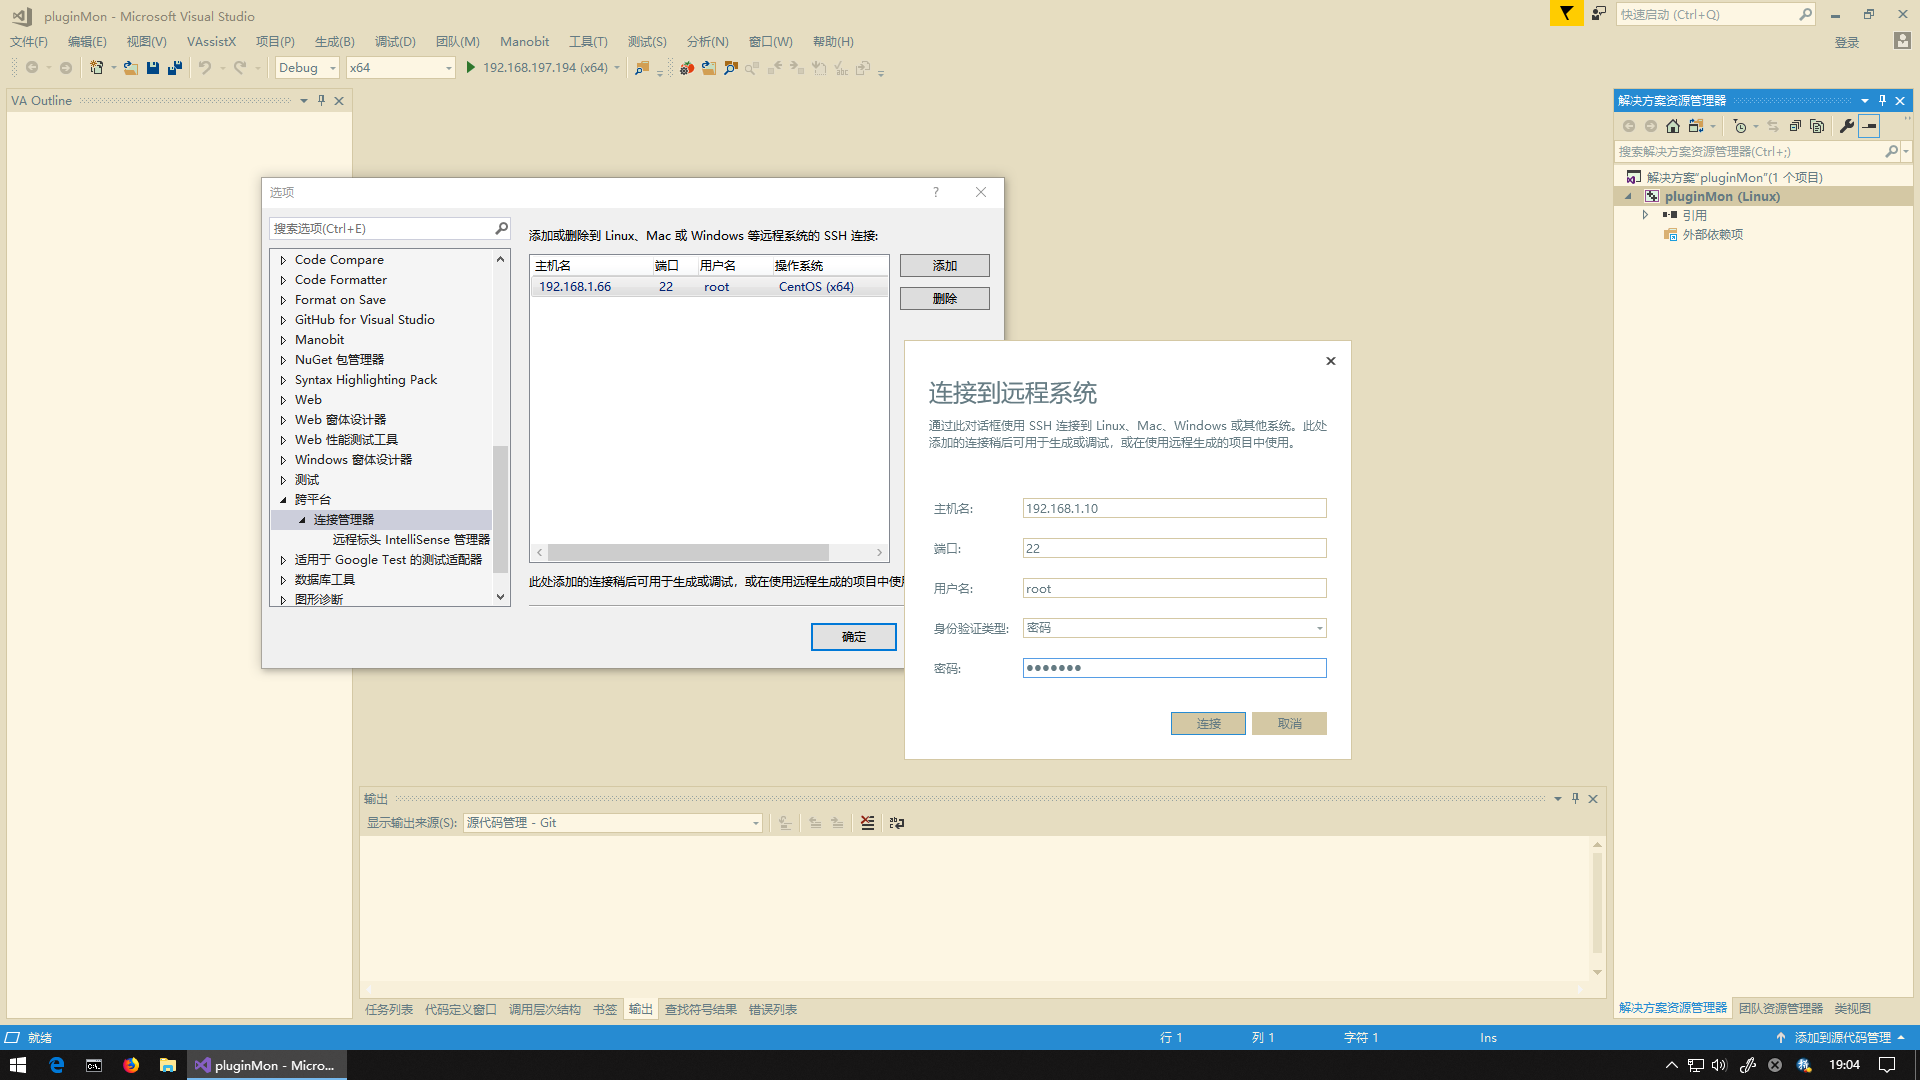 pluginMon - Microsoft Visual Studio
快速启动 (Ctrl+Q)
文件(F) 编辑(E) 视图(V) VAssistX 项目(P) 生成(B) 调试(D) 团队(M) Manobit 工具(T) 测试(S) 分析(N) 窗口(W) 帮助(H)
登录
Debug x64 192.168.197.194 (x64)
VA Outline
选项
搜索选项(Ctrl+E)
Code Compare
Code Formatter
Format on Save
GitHub for Visual Studio
Manobit
NuGet 包管理器
Syntax Highlighting Pack
Web
Web 窗体设计器
Web 性能测试工具
Windows 窗体设计器
测试
跨平台
连接管理器
远程标头 IntelliSense 管理器
适用于 Google Test 的测试适配器
数据库工具
图形诊断
添加或删除到 Linux、Mac 或 Windows 等远程系统的 SSH 连接:
主机名 端口 用户名 操作系统
192.168.1.66 22 root CentOS (x64)
添加
删除
此处添加的连接稍后可用于生成或调试，或在使用远程生成的项目中使用
确定
连接到远程系统
通过此对话框使用 SSH 连接到 Linux、Mac、Windows 或其他系统。此处
添加的连接稍后可用于生成或调试，或在使用远程生成的项目中使用。
主机名: 192.168.1.10
端口: 22
用户名: root
身份验证类型: 密码
密码: ●●●●●●●
连接 取消
解决方案资源管理器
搜索解决方案资源管理器(Ctrl+;)
解决方案"pluginMon"(1 个项目)
pluginMon (Linux)
引用
外部依赖项
输出
显示输出来源(S): 源代码管理 - Git
任务列表 代码定义窗口 调用层次结构 书签 输出 查找符号结果 错误列表
解决方案资源管理器 团队资源管理器 类视图
就绪 行 1 列 1 字符 1 Ins 添加到源代码管理
pluginMon - Micro... 19:04